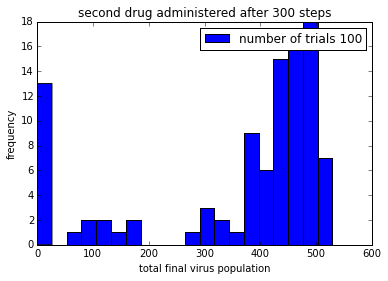 second drug administered after 300 steps
number of trials 100
18
16
14
12
10
8
6
4
2
0
frequency
0 100 200 300 400 500 600
total final virus population